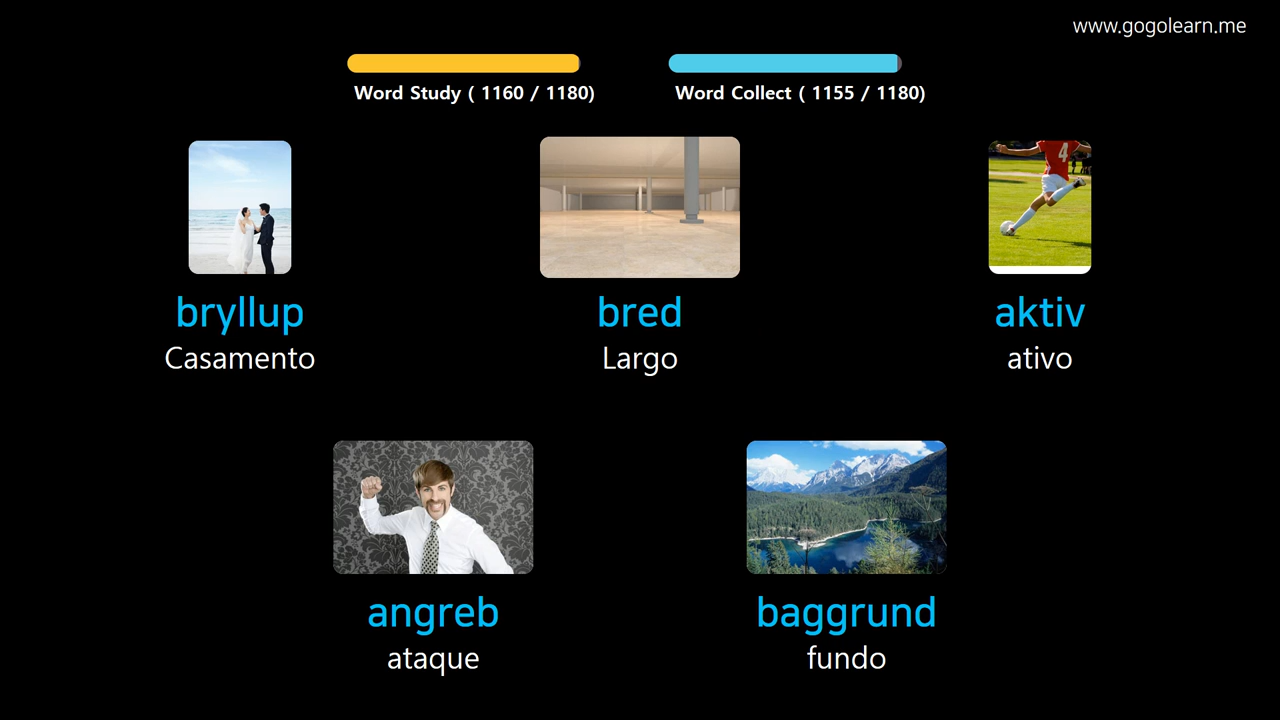 www.gogolearn.me
Word Study ( 1160 / 1180)
Word Collect ( 1155 / 1180)
4
bryllup
Casamento
bred
Largo
aktiv
ativo
angreb
ataque
baggrund
fundo